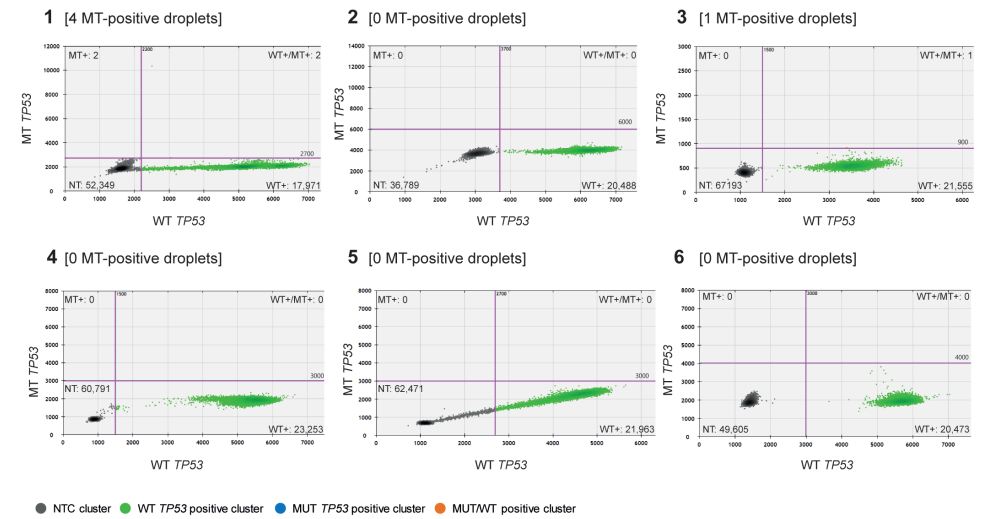 1 [4 MT-positive droplets]
2 [0 MT-positive droplets]
3 [1 MT-positive droplets]
12000
10000
8000
6000
4000
2000
0
MT TP53
MT+: 2
2200
WT+/MT+: 2
2700
NT: 52,349
WT+: 17,971
0 1000 2000 3000 4000 5000 6000 7000
WT TP53
14000
12000
10000
8000
6000
4000
2000
0
MT TP53
MT+: 0
3700
WT+/MT+: 0
6000
NT: 36,789
WT+: 20,488
0 1000 2000 3000 4000 5000 6000 7000
WT TP53
3000
2500
2000
1500
1000
500
0
MT TP53
MT+: 0
1500
WT+/MT+: 1
900
NT: 67193
WT+: 21,555
0 1000 2000 3000 4000 5000 6000
WT TP53
4 [0 MT-positive droplets]
5 [0 MT-positive droplets]
6 [0 MT-positive droplets]
8000
7000
6000
5000
4000
3000
2000
1000
0
MT TP53
MT+: 0
1500
WT+/MT+: 0
3000
NT: 60,791
WT+: 23,253
0 1000 2000 3000 4000 5000 6000 7000
WT TP53
8000
7000
6000
5000
4000
3000
2000
1000
0
MT TP53
MT+: 0
2700
WT+/MT+: 0
3000
NT: 62,471
WT+: 21,963
0 1000 2000 3000 4000 5000 6000
WT TP53
8000
7000
6000
5000
4000
3000
2000
1000
0
MT TP53
MT+: 0
3000
WT+/MT+: 0
4000
NT: 49,605
WT+: 20,473
0 1000 2000 3000 4000 5000 6000 7000
WT TP53
NTC cluster WT TP53 positive cluster MUT TP53 positive cluster MUT/WT positive cluster